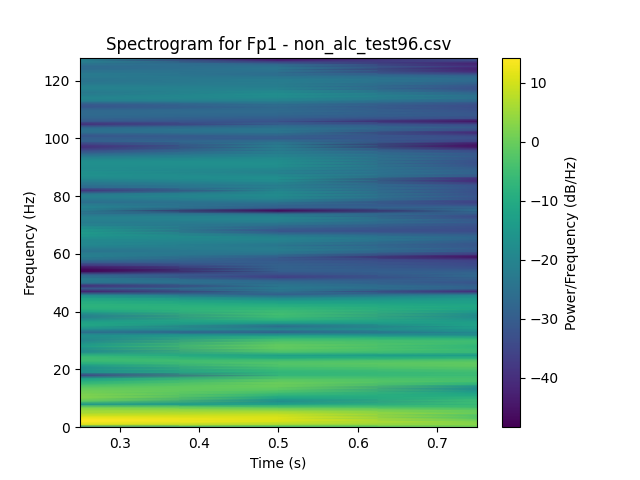 Spectrogram for Fp1 - non_alc_test96.csv
120
100
80
60
40
20
0
Frequency (Hz)
0.3 0.4 0.5 0.6 0.7
Time (s)
10
0
−10
−20
−30
−40
Power/Frequency (dB/Hz)